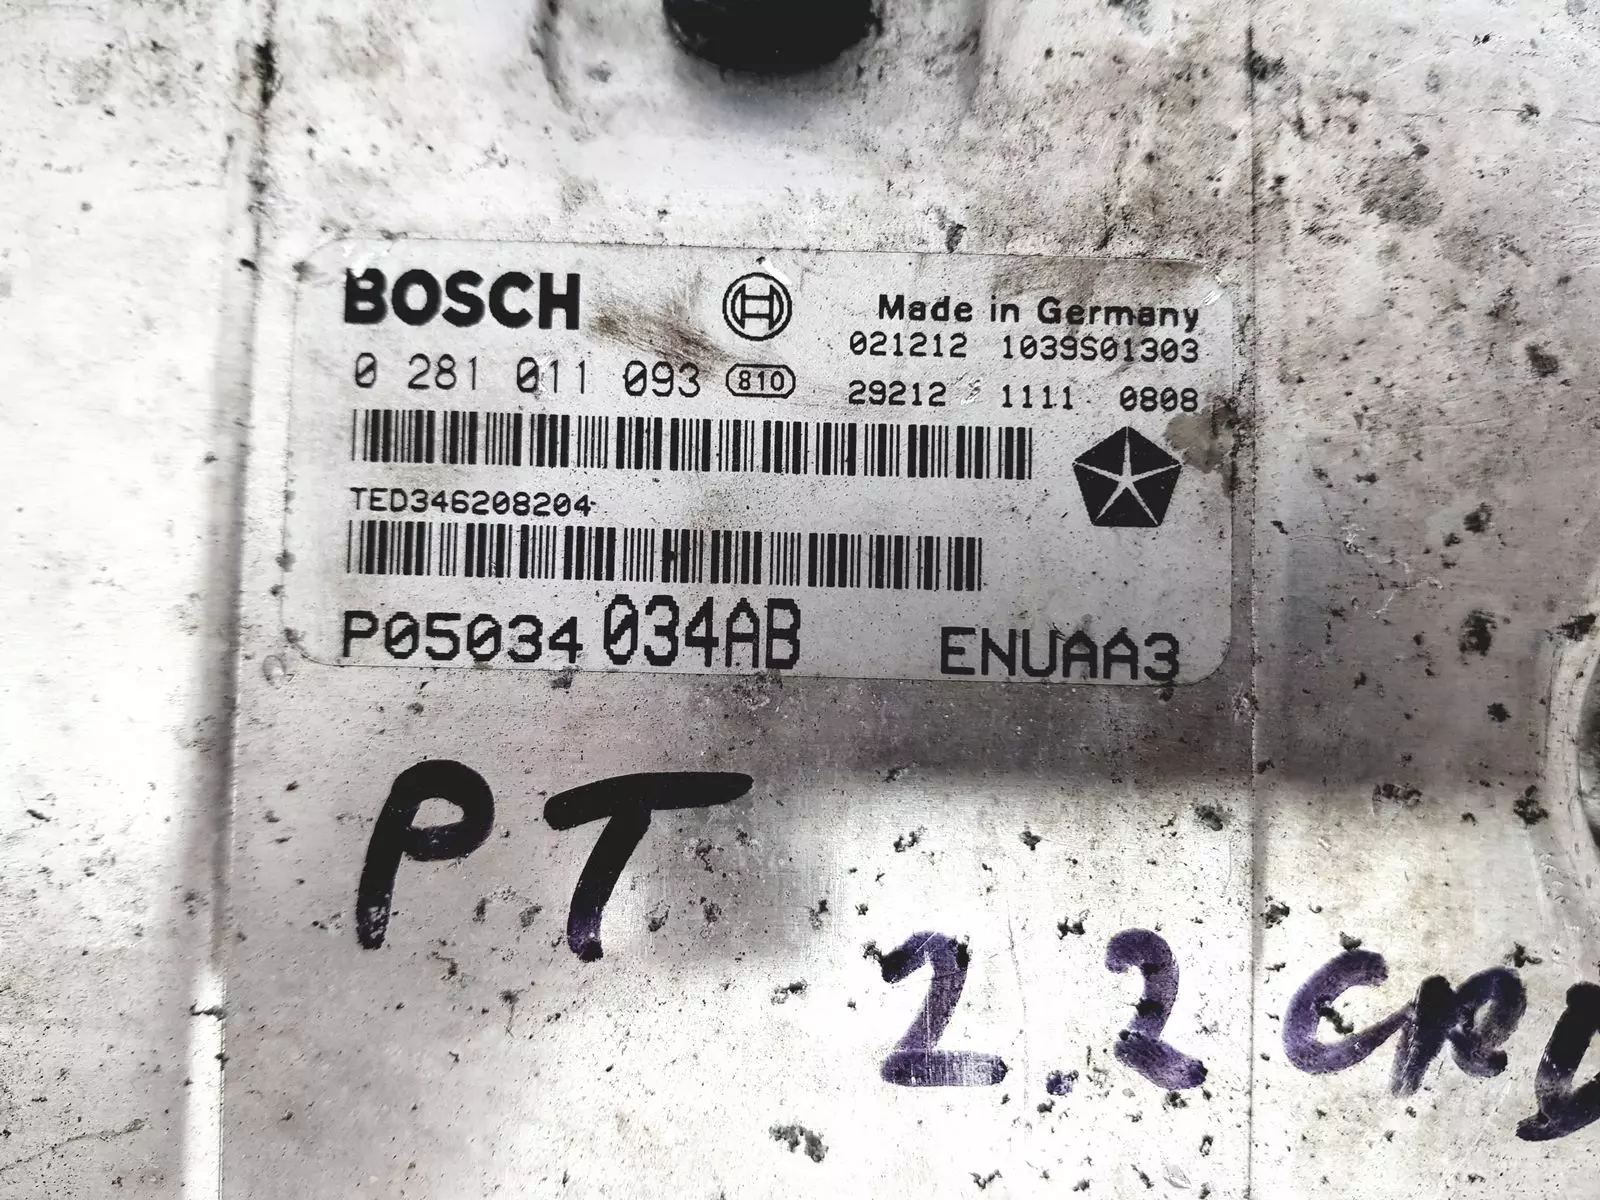 BOSCH
Made in Germany
021212 1039S01303
0 281 011 093 810
29212 1111 0808
TED346208204
P05034 034AB ENUAA3
PT
2.2 CRD